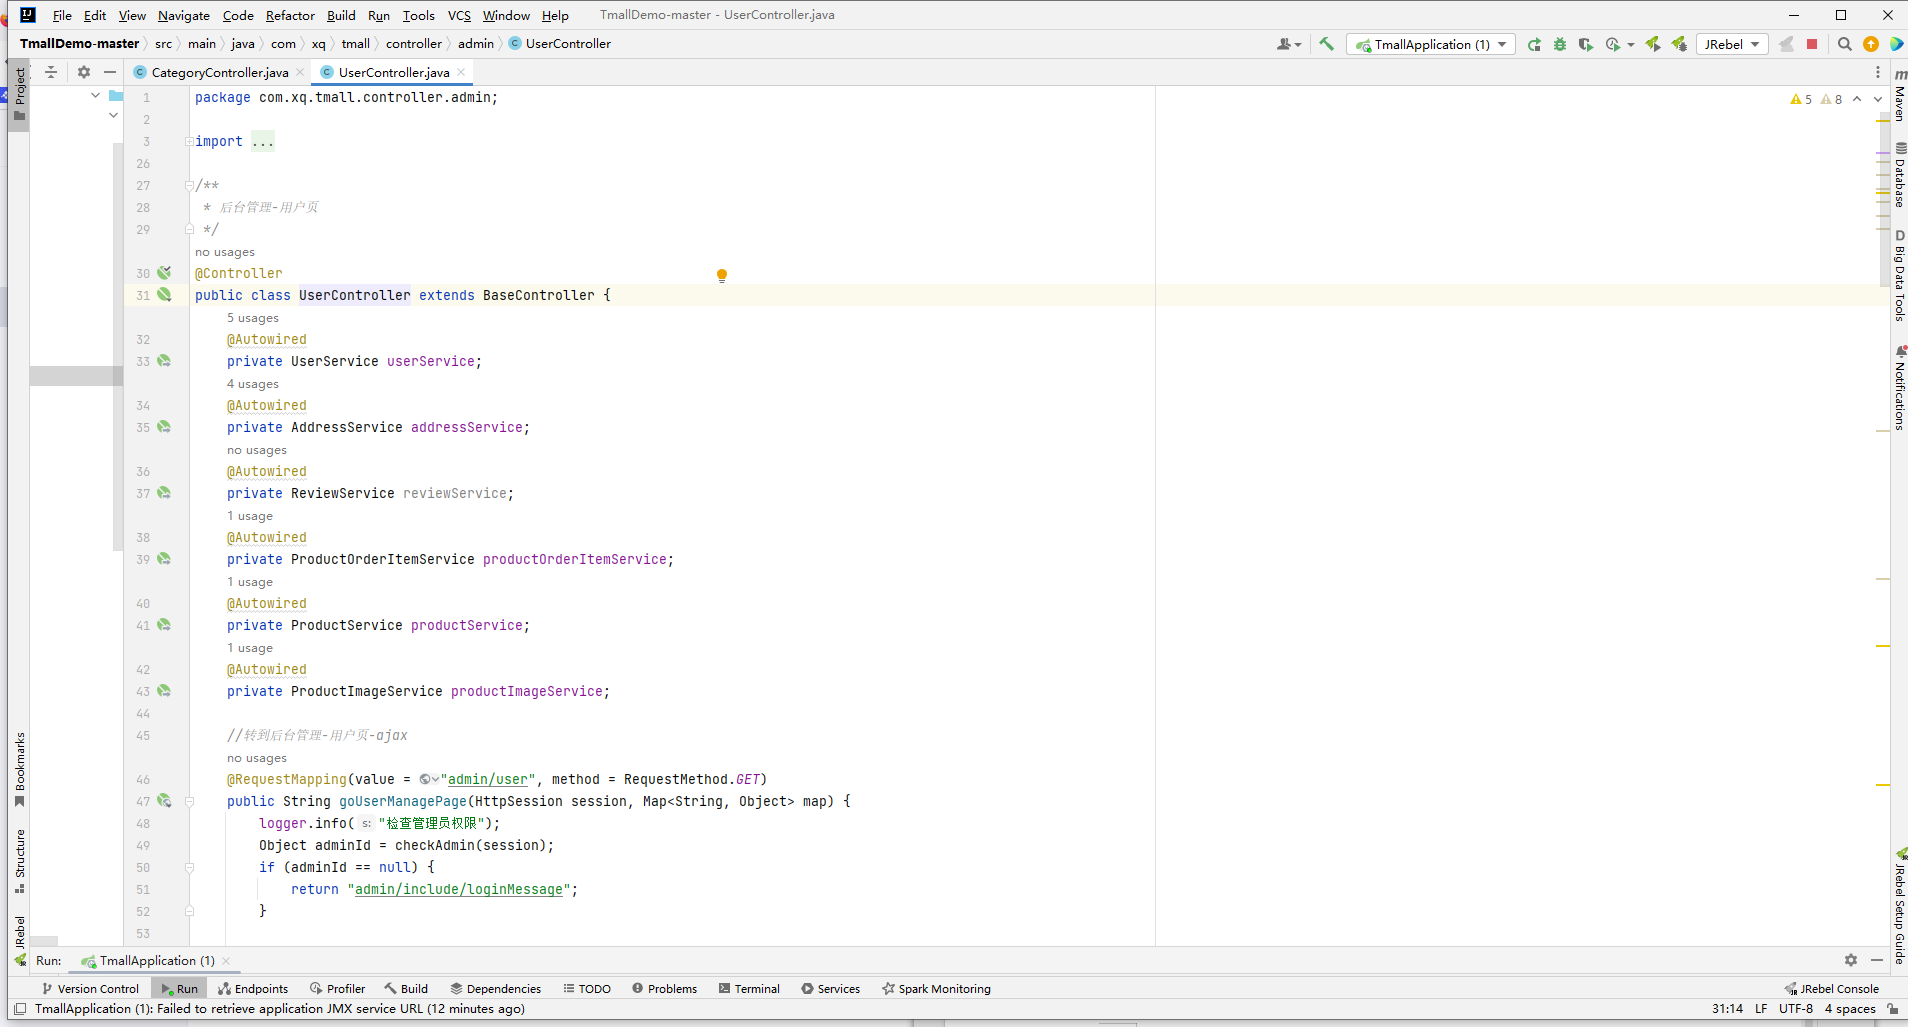 File Edit View Navigate Code Refactor Build Run Tools VCS Window Help TmallDemo-master - UserController.java
TmallDemo-master src main java com xq tmall controller admin UserController
TmallApplication (1) JRebel
Project
CategoryController.java UserController.java
Maven
Database
Big Data Tools
Notifications
JRebel Setup Guide
5 8
1 package com.xq.tmall.controller.admin;
2
3 import ...
26
27 /**
28 * 后台管理-用户页
29 */
no usages
30 @Controller
31 public class UserController extends BaseController {
5 usages
32 @Autowired
33 private UserService userService;
4 usages
34 @Autowired
35 private AddressService addressService;
no usages
36 @Autowired
37 private ReviewService reviewService;
1 usage
38 @Autowired
39 private ProductOrderItemService productOrderItemService;
1 usage
40 @Autowired
41 private ProductService productService;
1 usage
42 @Autowired
43 private ProductImageService productImageService;
44
45 //转到后台管理-用户页-ajax
no usages
46 @RequestMapping(value = "admin/user", method = RequestMethod.GET)
47 public String goUserManagePage(HttpSession session, Map<String, Object> map) {
48 logger.info( s: "检查管理员权限");
49 Object adminId = checkAdmin(session);
50 if (adminId == null) {
51 return "admin/include/loginMessage";
52 }
53
Bookmarks
Structure
JRebel
Run: TmallApplication (1)
Version Control Run Endpoints Profiler Build Dependencies TODO Problems Terminal Services Spark Monitoring JRebel Console
TmallApplication (1): Failed to retrieve application JMX service URL (12 minutes ago) 31:14 LF UTF-8 4 spaces